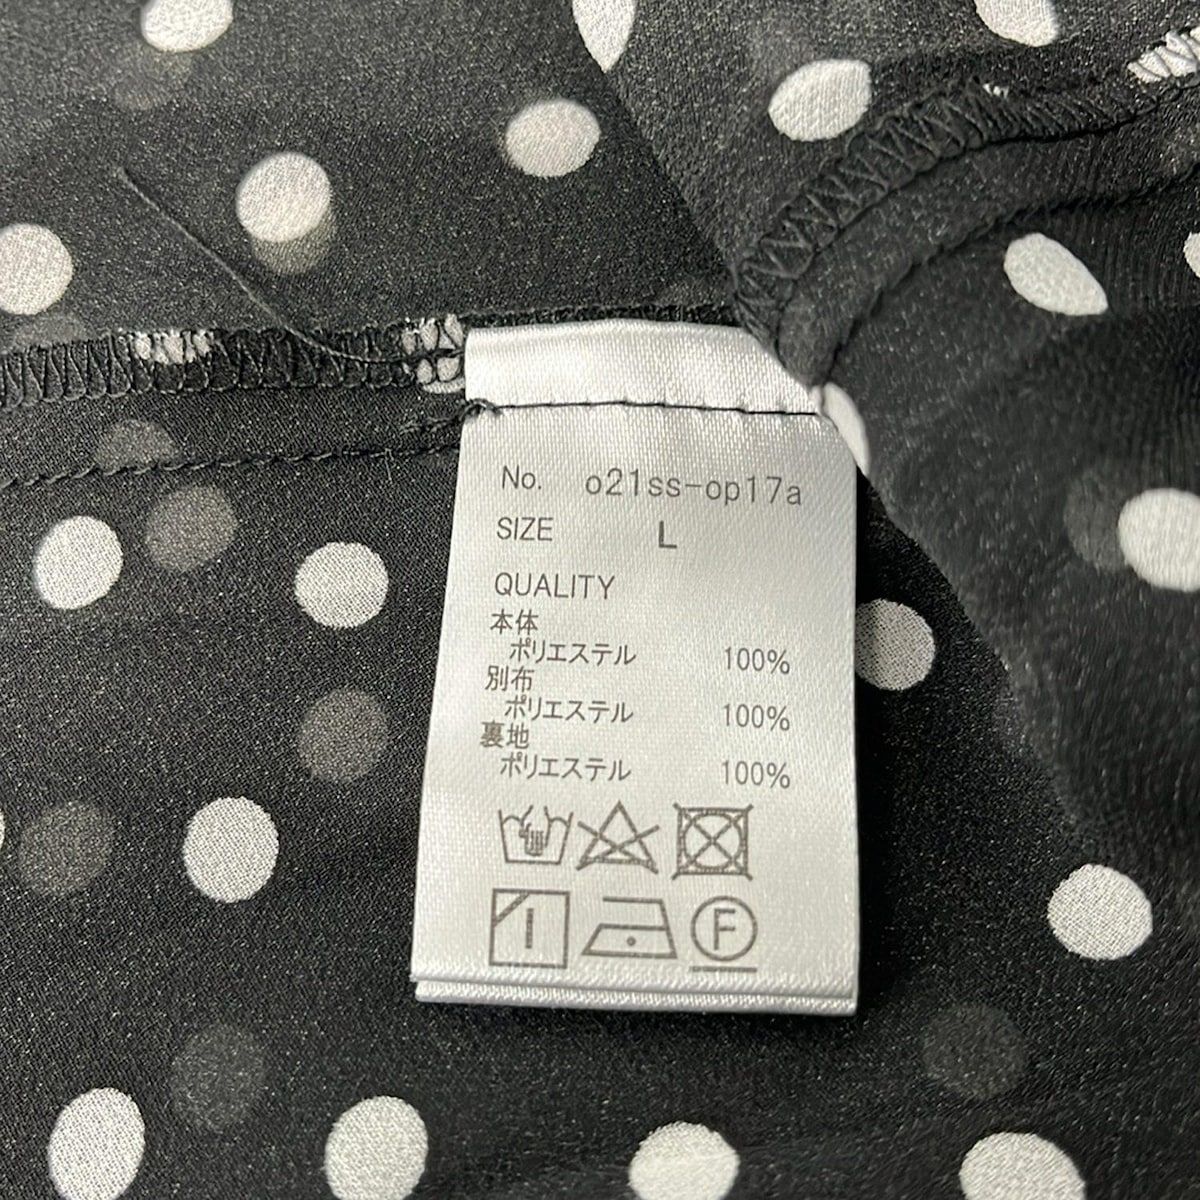 No. o21ss-op17a
SIZE L
QUALITY
本体
ポリエステル 100%
別布
ポリエステル 100%
裏地
ポリエステル 100%
F